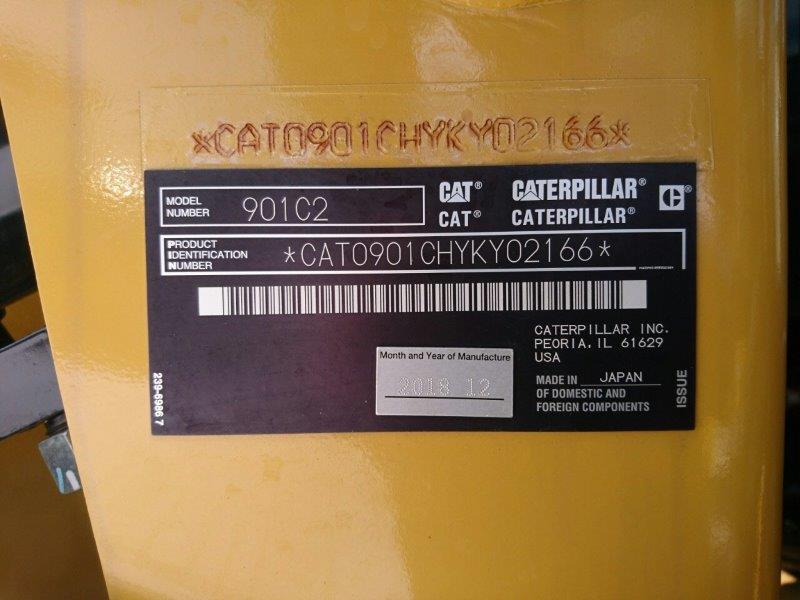 *CAT0901CHYKY02166*
MODEL NUMBER 901C2
CAT® CATERPILLAR®
CAT® CATERPILLAR®
PRODUCT IDENTIFICATION NUMBER *CAT0901CHYKY02166*
CATERPILLAR INC.
PEORIA, IL 61629
USA
Month and Year of Manufacture
2018 12
MADE IN JAPAN
OF DOMESTIC AND
FOREIGN COMPONENTS
ISSUE
239-6986 7